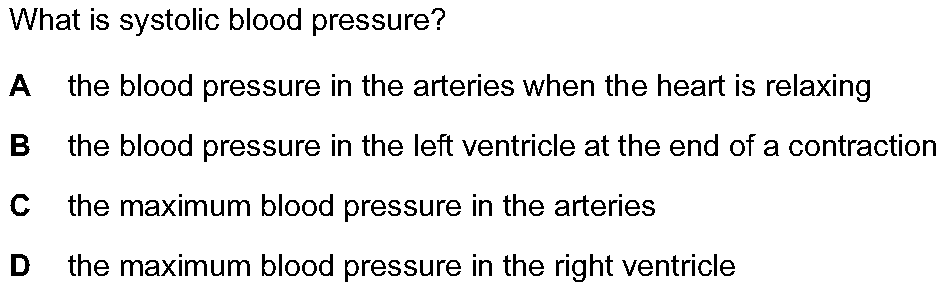 What is systolic blood pressure?
A the blood pressure in the arteries when the heart is relaxing
B the blood pressure in the left ventricle at the end of a contraction
C the maximum blood pressure in the arteries
D the maximum blood pressure in the right ventricle